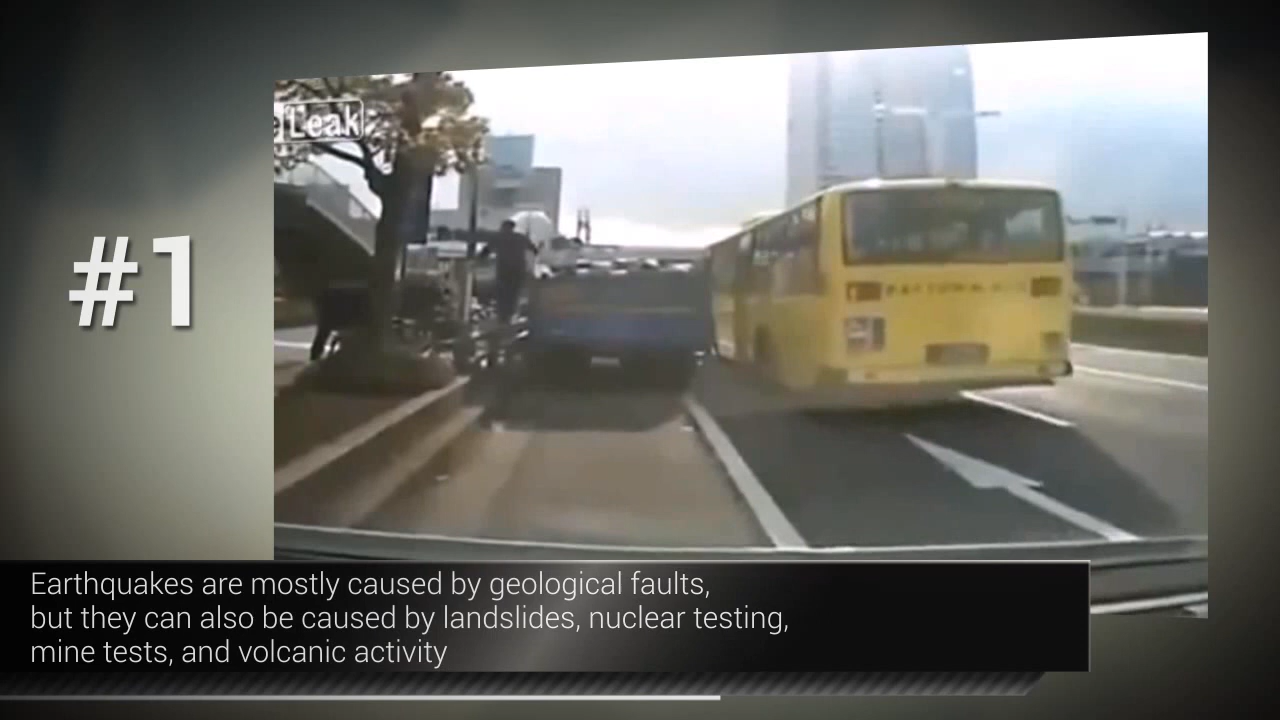 Leak
#1
Earthquakes are mostly caused by geological faults,
but they can also be caused by landslides, nuclear testing,
mine tests, and volcanic activity